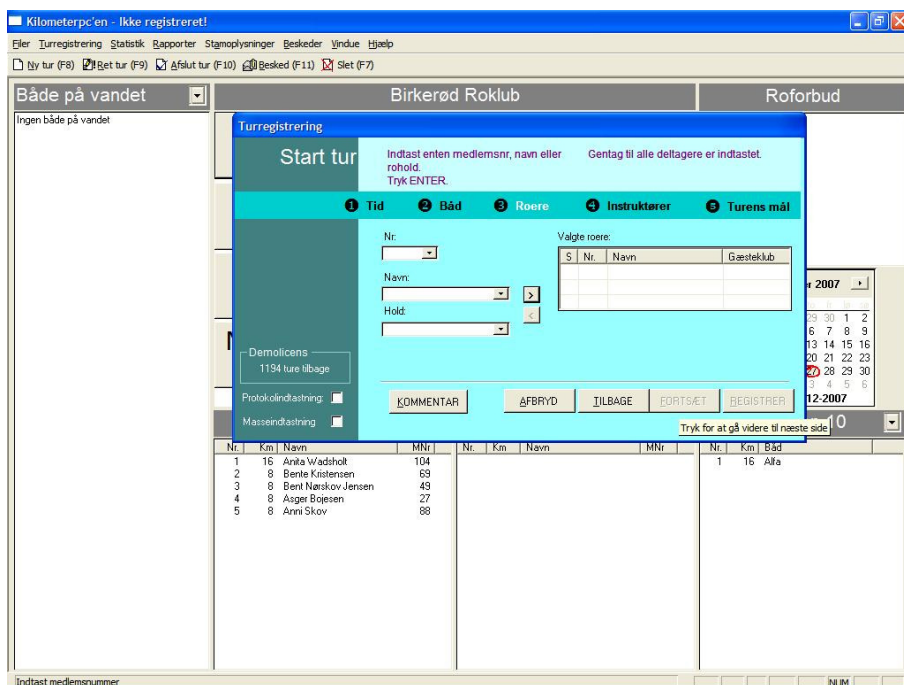 Kilometerpc'en - Ikke registreret!
Filer Turregistrering Statistik Rapporter Stamoplysninger Beskeder Vindue Hjælp
Ny tur (F8) Ret tur (F9) Afslut tur (F10) Besked (F11) Slet (F7)
Både på vandet
Birkerød Roklub
Roforbud
Ingen både på vandet
Turregistrering
Start tur
Indtast enten medlemsnr, navn eller
rohold.
Tryk ENTER.
Gentag til alle deltagere er indtastet.
1 Tid 2 Båd 3 Roere 4 Instruktører 5 Turens mål
Nr:
Navn:
Hold:
>
<
Valgte roere:
S Nr. Navn Gæsteklub
Demolicens
1194 ture tilbage
Protokolindtastning:
Masseindtastning
KOMMENTAR AFBRYD TILBAGE FORTSÆT REGISTRER
Tryk for at gå videre til næste side
2007
29 30 1 2
6 7 8 9
13 14 15 16
20 21 22 23
27 28 29 30
3 4 5 6
12-2007
10
Nr. Km Navn MNr
1 16 Anita Wadsholt 104
2 8 Bente Kristensen 69
3 8 Bent Nørskov Jensen 49
4 8 Asger Bojesen 27
5 8 Anni Skov 88
Nr. Km Navn MNr
Nr. Km Båd
1 16 Alfa
Indtast medlemsnummer
NUM